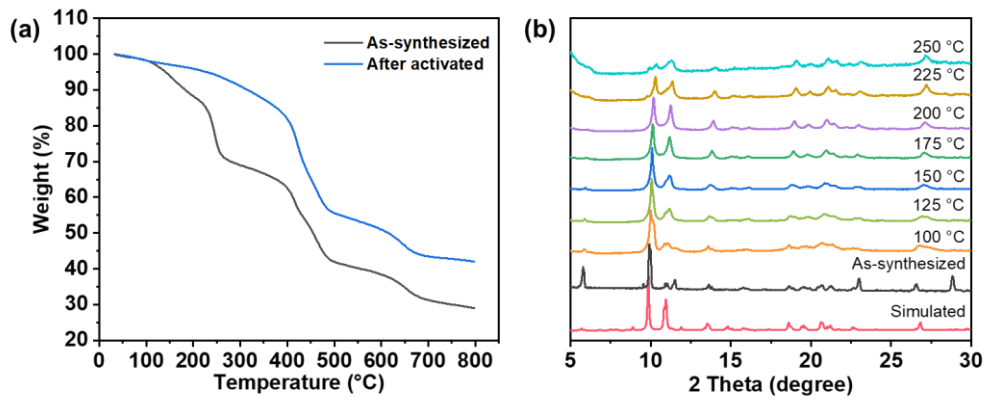 (a)
110
100
90
80
70
60
50
40
30
20
Weight (%)
As-synthesized
After activated
0 100 200 300 400 500 600 700 800
Temperature (°C)
(b)
250 °C
225 °C
200 °C
175 °C
150 °C
125 °C
100 °C
As-synthesized
Simulated
5 10 15 20 25 30
2 Theta (degree)